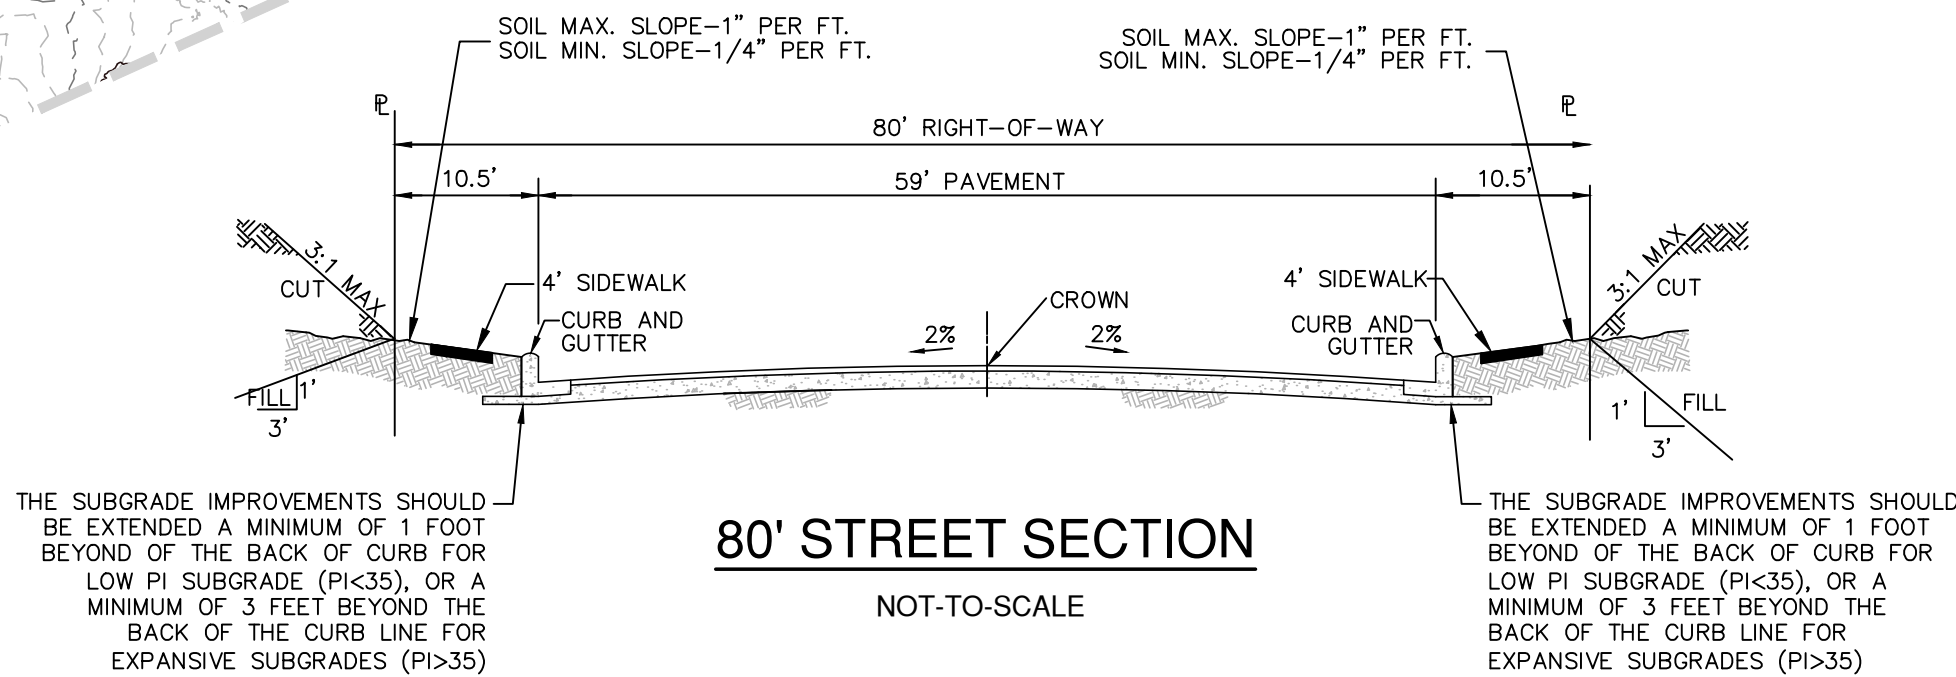 SOIL MAX. SLOPE-1" PER FT.
SOIL MIN. SLOPE-1/4" PER FT.
SOIL MAX. SLOPE-1" PER FT.
SOIL MIN. SLOPE-1/4" PER FT.
PL
PL
80' RIGHT-OF-WAY
10.5'
59' PAVEMENT
10.5'
3:1 MAX
CUT
4' SIDEWALK
CURB AND
GUTTER
2%
CROWN
2%
4' SIDEWALK
CURB AND
GUTTER
3:1 MAX
CUT
FILL
1'
3'
1'
FILL
3'
THE SUBGRADE IMPROVEMENTS SHOULD
BE EXTENDED A MINIMUM OF 1 FOOT
BEYOND OF THE BACK OF CURB FOR
LOW PI SUBGRADE (PI<35), OR A
MINIMUM OF 3 FEET BEYOND THE
BACK OF THE CURB LINE FOR
EXPANSIVE SUBGRADES (PI>35)
80' STREET SECTION
NOT-TO-SCALE
THE SUBGRADE IMPROVEMENTS SHOULD
BE EXTENDED A MINIMUM OF 1 FOOT
BEYOND OF THE BACK OF CURB FOR
LOW PI SUBGRADE (PI<35), OR A
MINIMUM OF 3 FEET BEYOND THE
BACK OF THE CURB LINE FOR
EXPANSIVE SUBGRADES (PI>35)